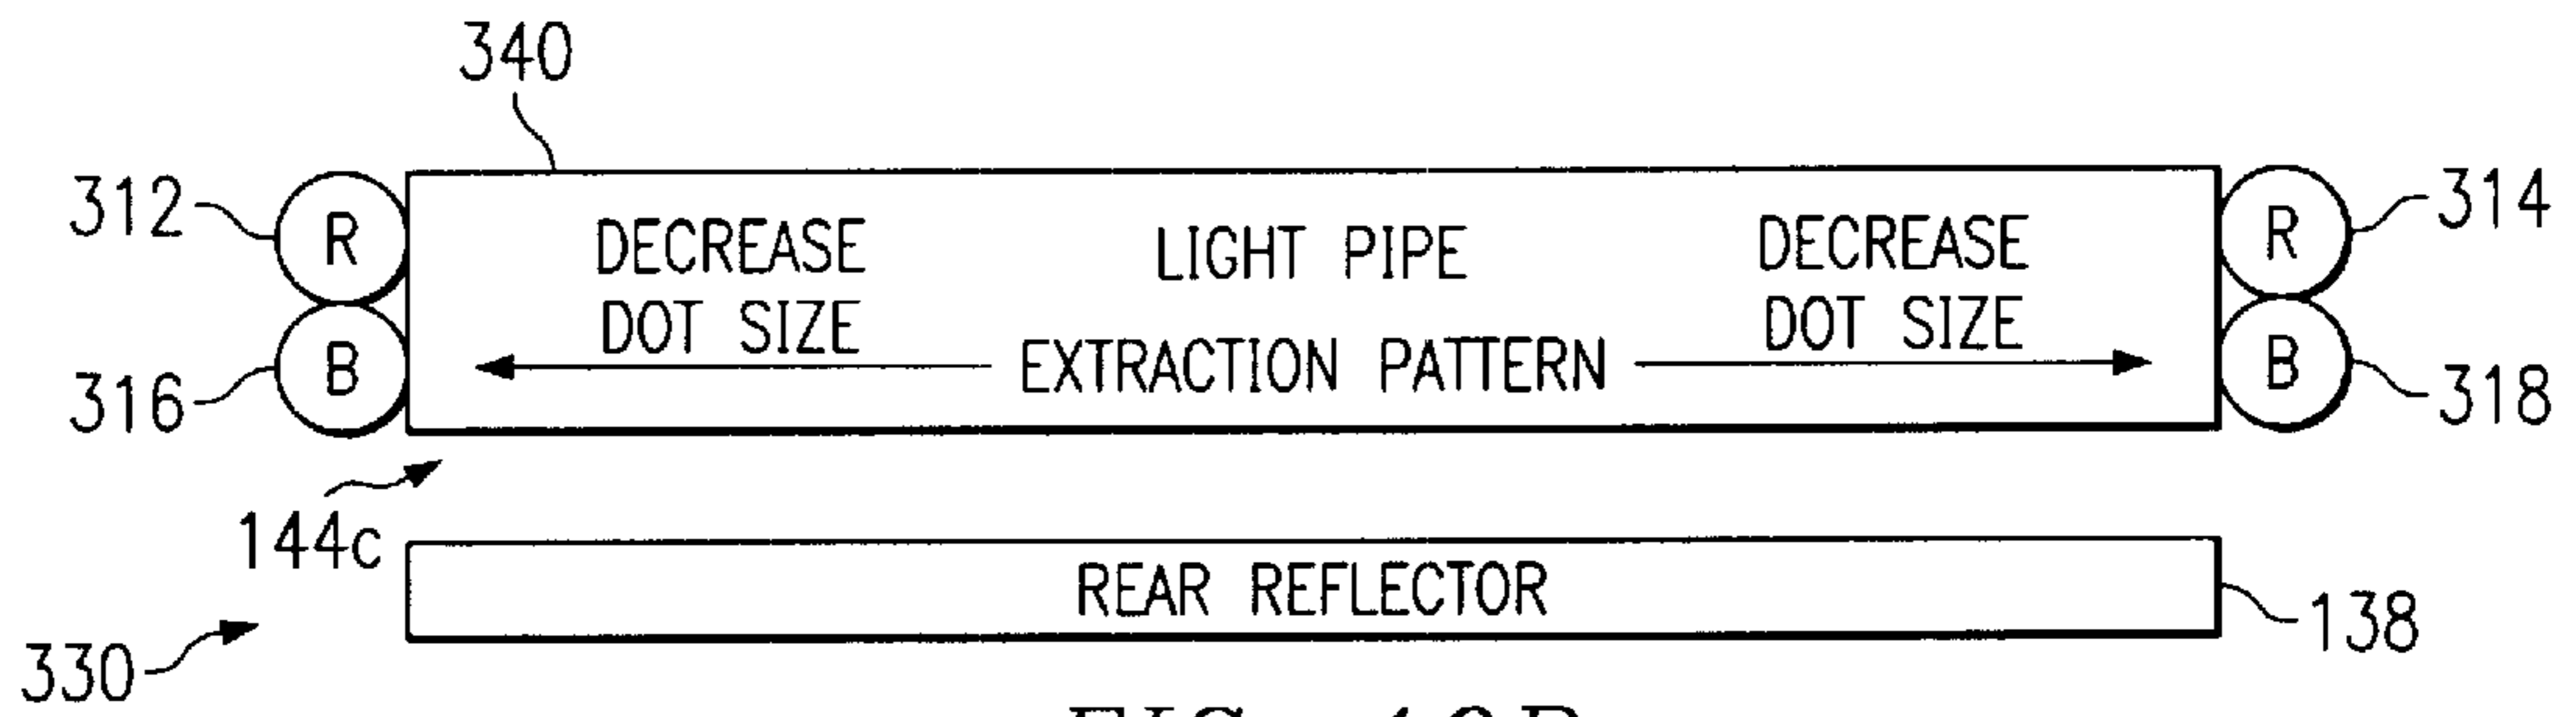 340
312
R
DECREASE
DOT SIZE
LIGHT PIPE
EXTRACTION PATTERN
DECREASE
DOT SIZE
R
314
316
B
B
318
144c
REAR REFLECTOR
138
330